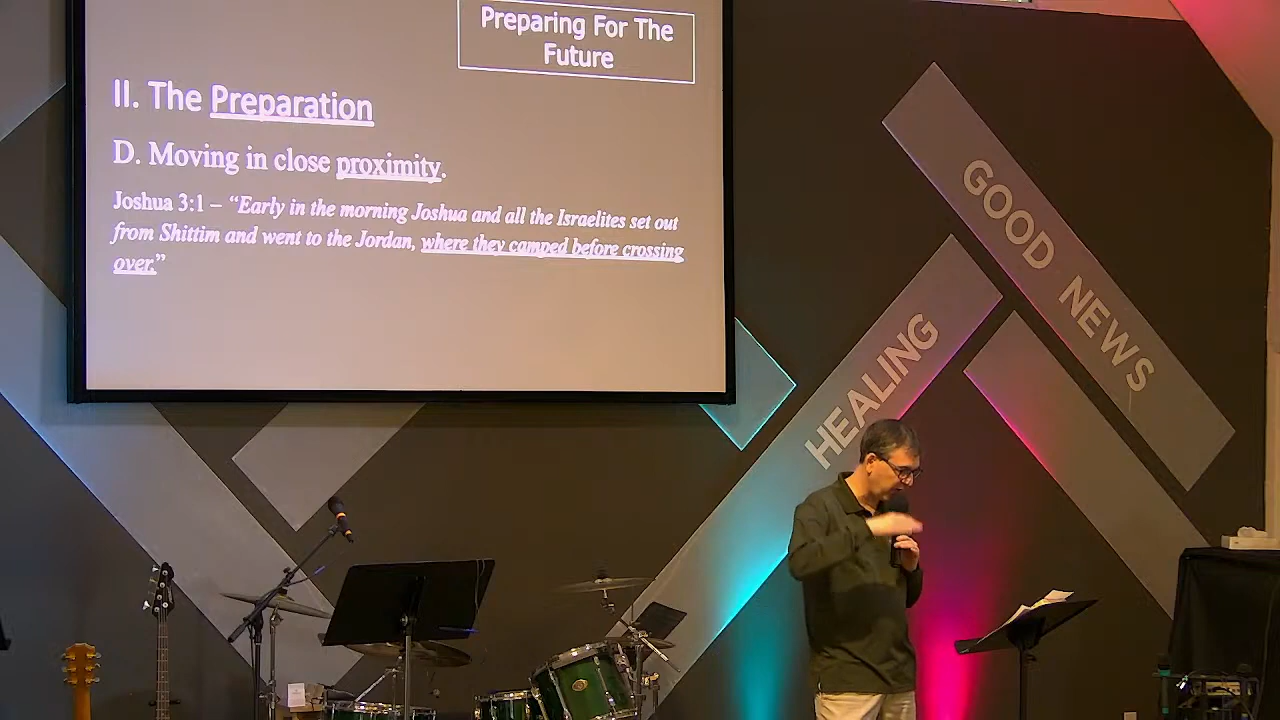 Preparing For The
Future
II. The Preparation
D. Moving in close proximity.
Joshua 3:1 – “Early in the morning Joshua and all the Israelites set out
from Shittim and went to the Jordan, where they camped before crossing
over.”
GOOD NEWS
HEALING